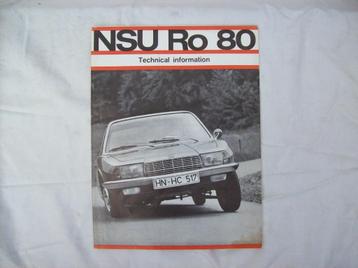 NSU Ro 80
Technical information
HN-HC 517